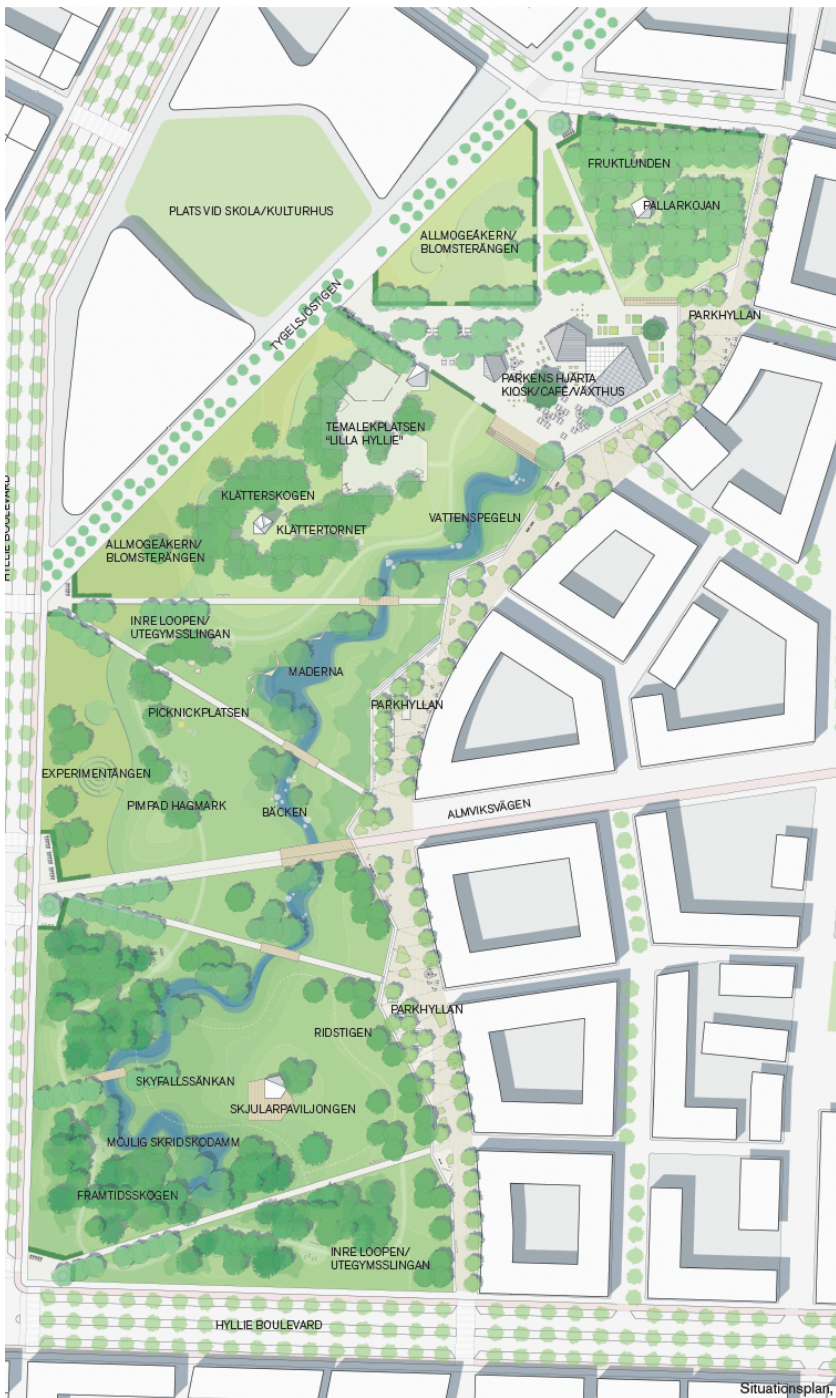 FRUKTLUNDEN
PALLARKOJAN
PLATS VID SKOLA/KULTURHUS
ALLMOGEÅKERN/
BLOMSTERÄNGEN
TYGELSJÖSTIGEN
PARKHYLLAN
PARKENS HJÄRTA
KIOSK/CAFÉ/VÄXTHUS
TEMALEKPLATSEN
"LILLA HYLLIE"
KLÄTTERSKOGEN
KLÄTTERTORNET
VATTENSPEGELN
HYLLIE BOULEVARD
ALLMOGEÅKERN/
BLOMSTERÄNGEN
INRE LOOPEN/
UTEGYMSSLINGAN
MADERNA
PARKHYLLAN
PICKNICKPLATSEN
EXPERIMENTÄNGEN
PIMPAD HAGMARK
BÄCKEN
ALMVIKSVÄGEN
PARKHYLLAN
RIDSTIGEN
SKYFALLSSÄNKAN
SKJULARPAVILJONGEN
MÖJLIG SKRIDSKODAMM
FRAMTIDSSKOGEN
INRE LOOPEN/
UTEGYMSSLINGAN
HYLLIE BOULEVARD
Situationsplan,